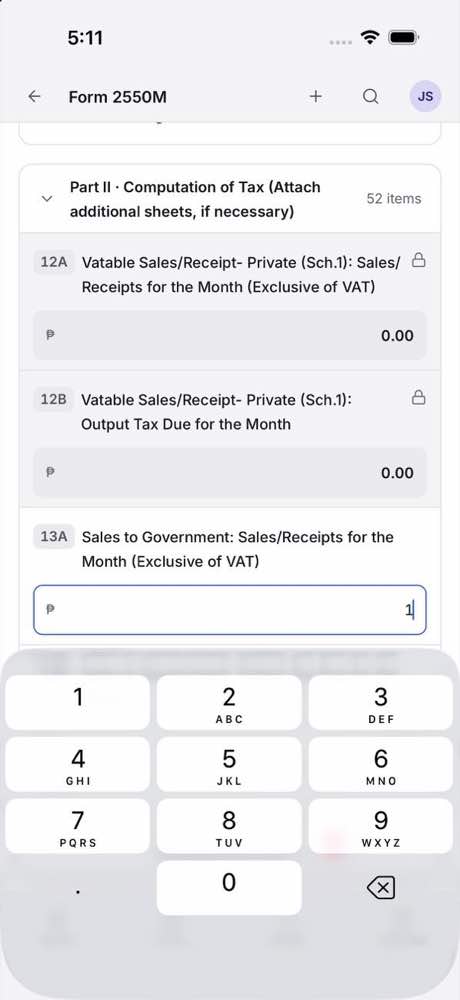 5:11
Form 2550M
JS
Part II · Computation of Tax (Attach
additional sheets, if necessary)
52 items
12A
Vatable Sales/Receipt- Private (Sch.1): Sales/
Receipts for the Month (Exclusive of VAT)
₱
0.00
12B
Vatable Sales/Receipt- Private (Sch.1):
Output Tax Due for the Month
₱
0.00
13A
Sales to Government: Sales/Receipts for the
Month (Exclusive of VAT)
₱
1
1
2
3
ABC
DEF
4
5
6
GHI
JKL
MNO
7
8
9
PQRS
TUV
WXYZ
.
0